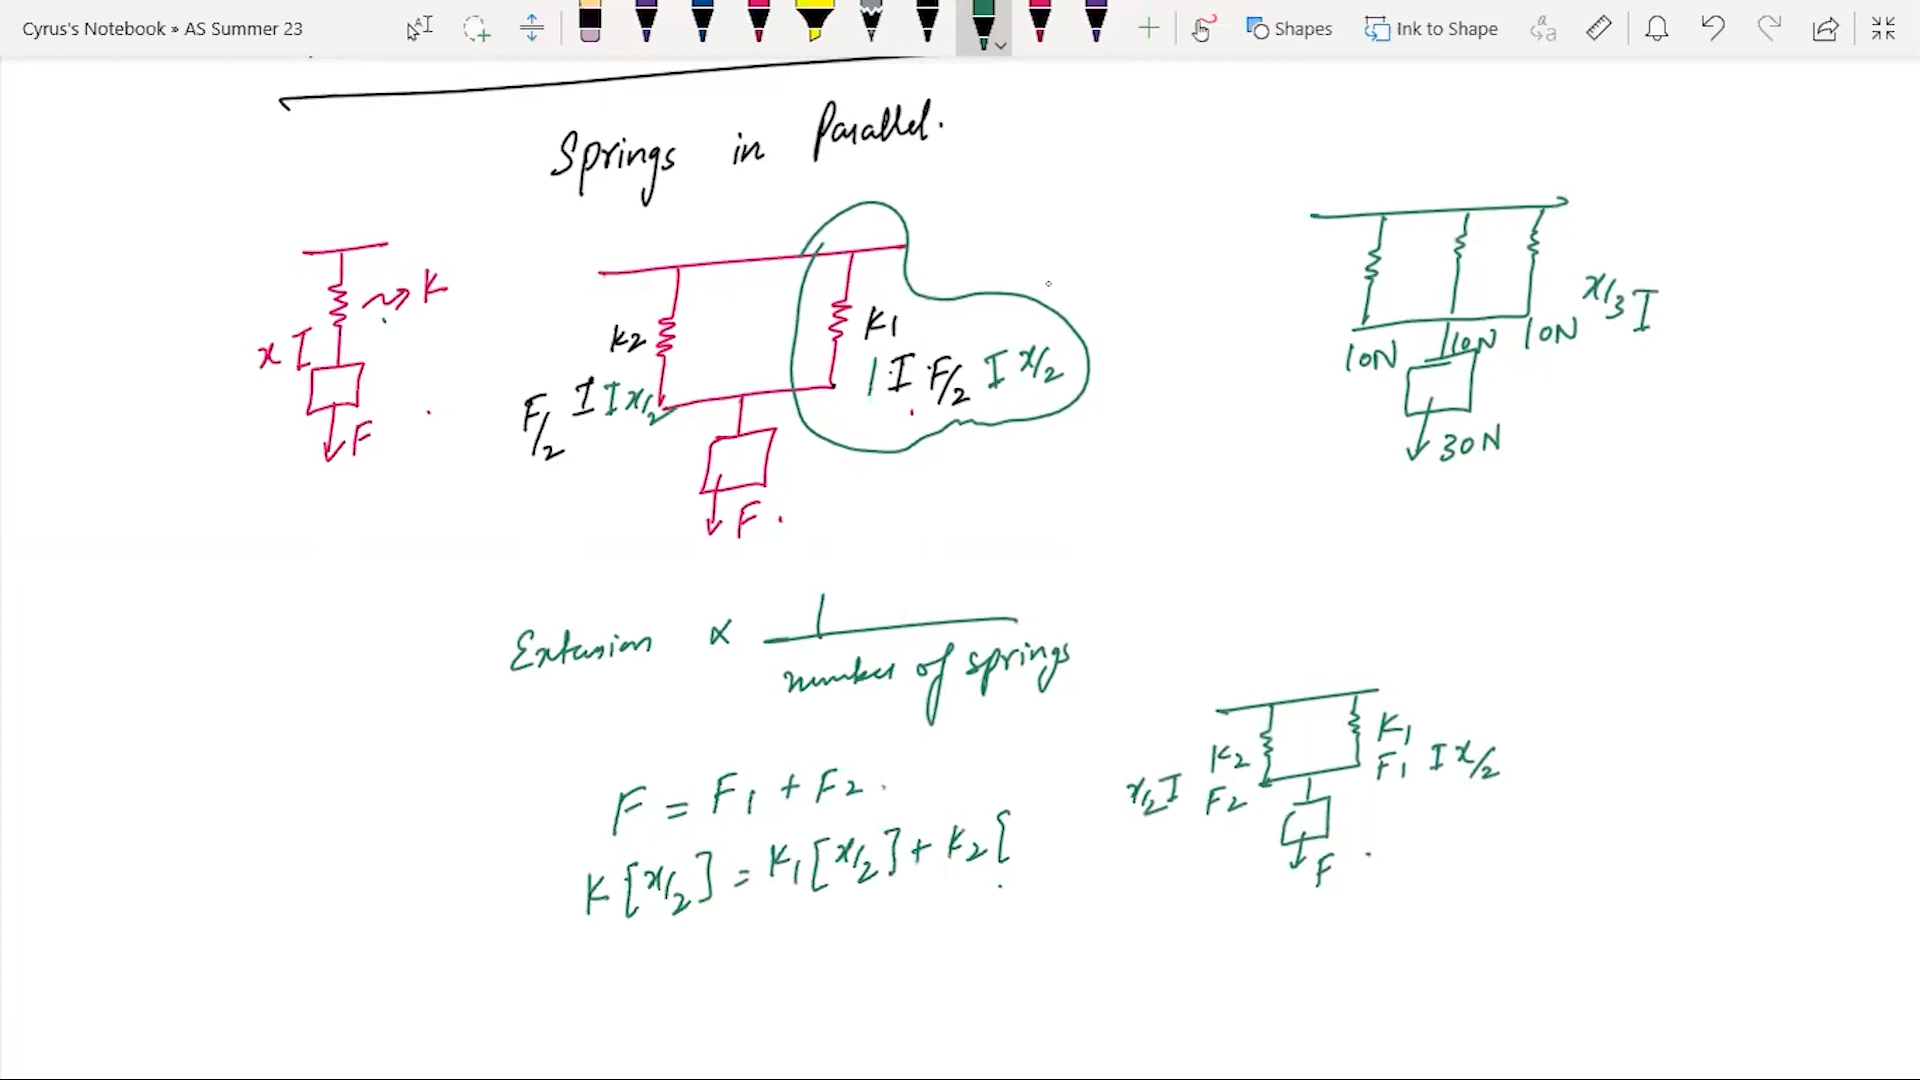 Cyrus's Notebook » AS Summer 23
Shapes
Ink to Shape
Springs in Parallel.
K
x
F
K2
K1
F/2
x/2
F/2
x/2
F.
x/3
10N
10N
10N
30N
Extension ∝ 1
number of springs
F = F1 + F2.
K[x/2] = K1[x/2] + K2[
K2
K1
x/2
F2
F1
x/2
F